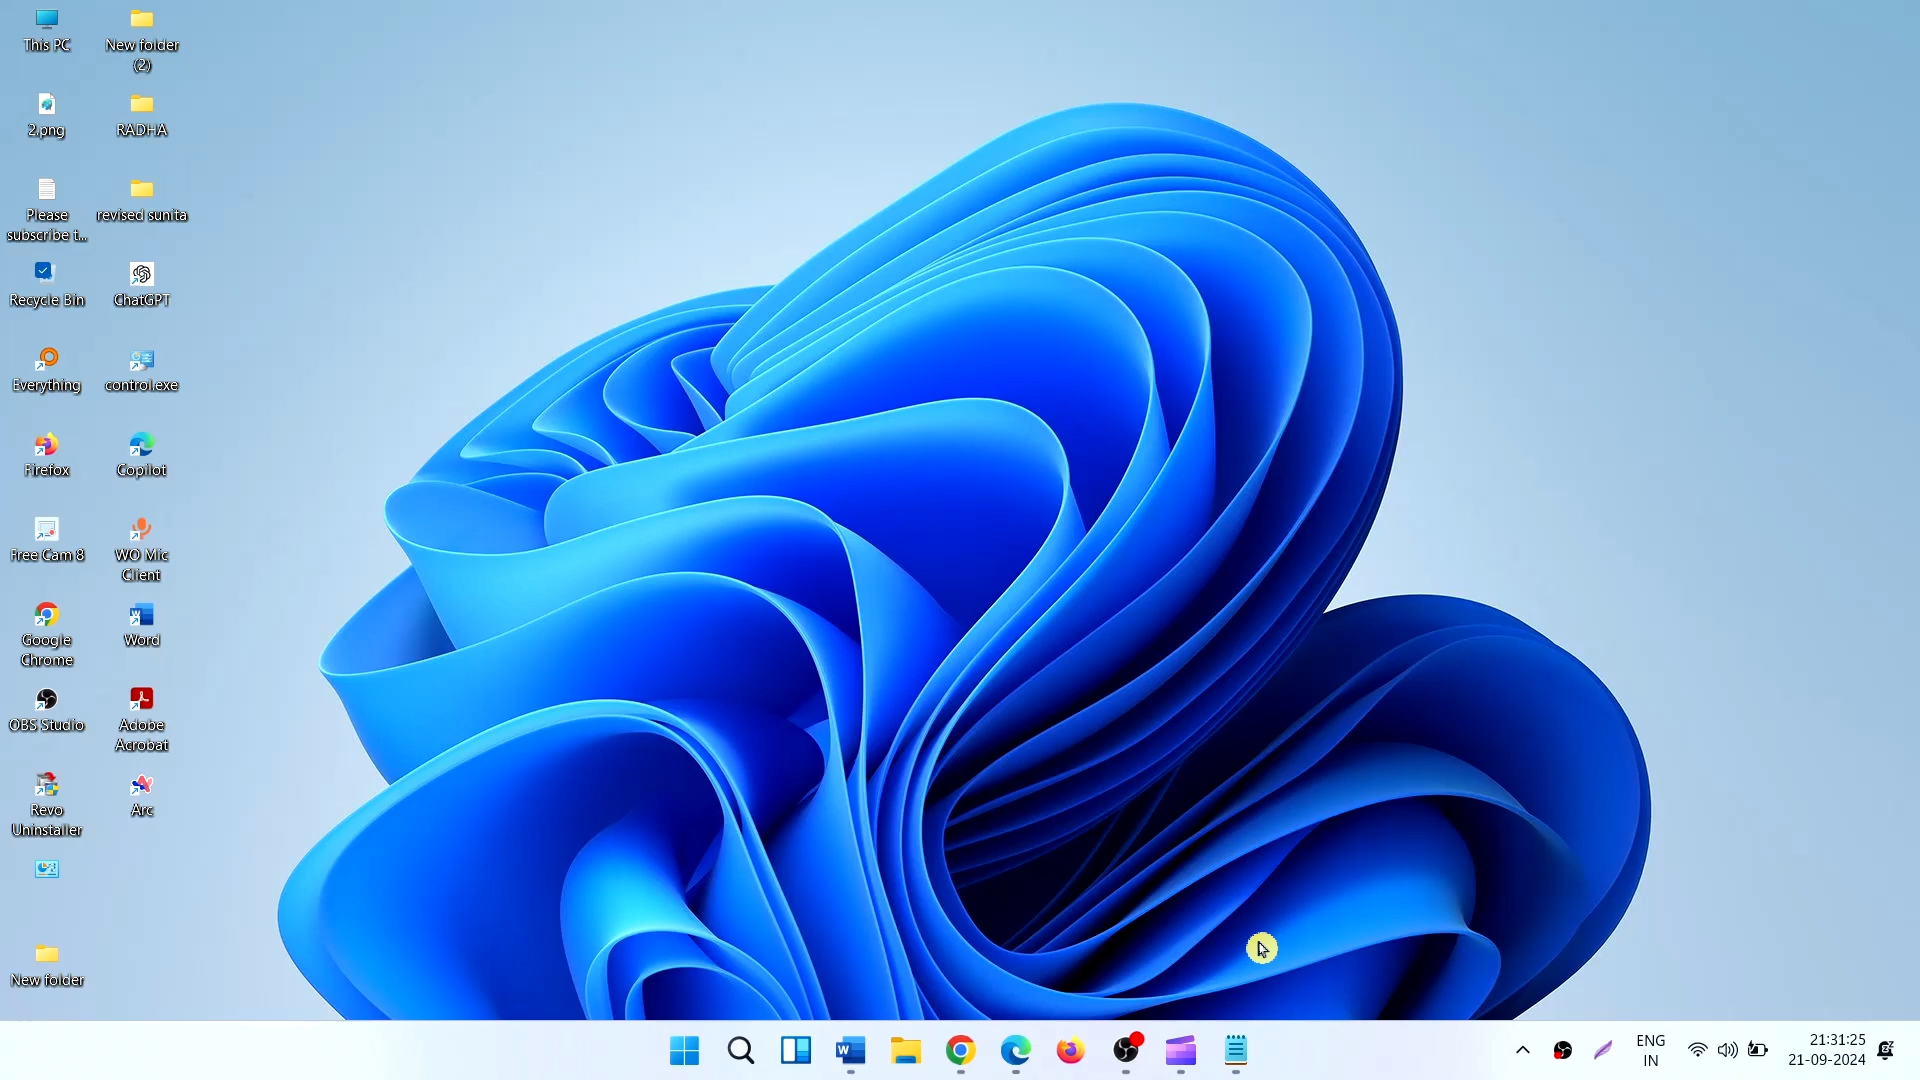 This PC
New folder
(2)
2.png
RADHA
Please
subscribe t...
revised sunita
Recycle Bin
ChatGPT
Everything
control.exe
Firefox
Copilot
Free Cam 8
WO Mic
Client
Google
Chrome
Word
OBS Studio
Adobe
Acrobat
Revo
Uninstaller
Arc
New folder
ENG
IN
21:31:25
21-09-2024